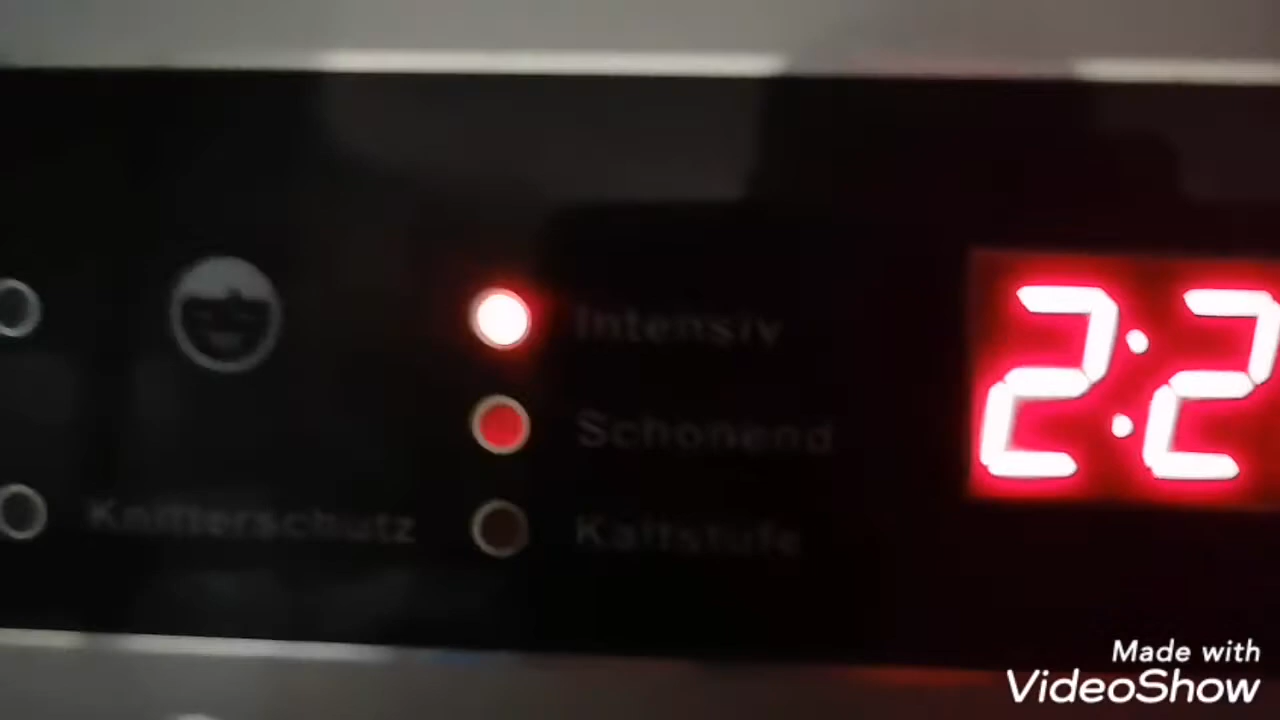 Intensiv
2:2
Schonend
Knitterschutz
Kaltstufe
Made with
VideoShow